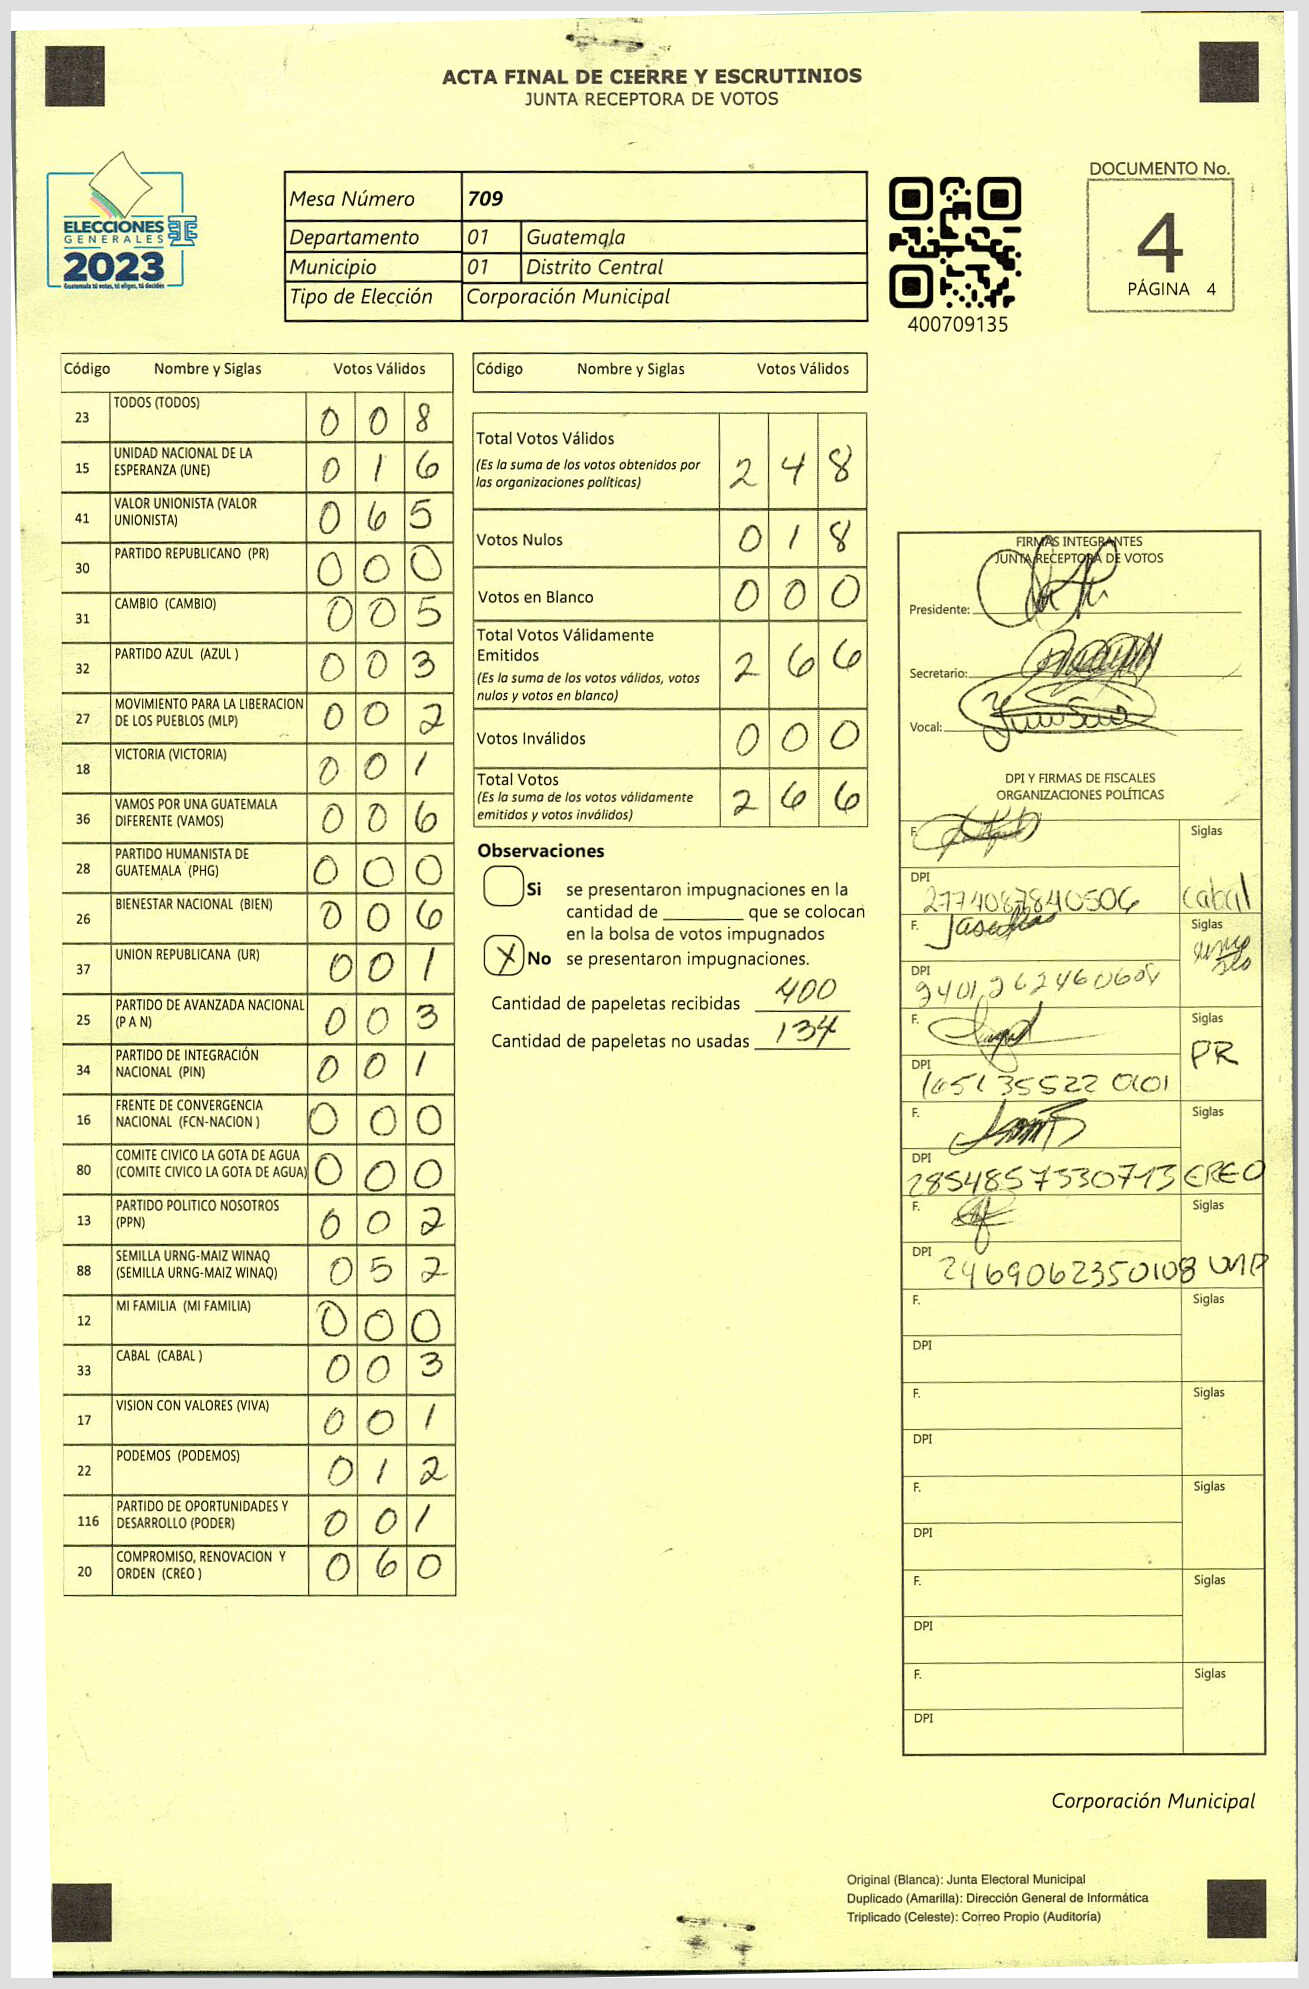 ACTA FINAL DE CIERRE Y ESCRUTINIOS
JUNTA RECEPTORA DE VOTOS
ELECCIONES
GENERALES
2023
Guatemala tú votas, tú eliges, tú decides
Mesa Número 709
Departamento 01 Guatemala
Municipio 01 Distrito Central
Tipo de Elección Corporación Municipal
400709135
DOCUMENTO No.
4
PÁGINA 4
Código Nombre y Siglas Votos Válidos
23 TODOS (TODOS) 0 0 8
15 UNIDAD NACIONAL DE LA
ESPERANZA (UNE) 0 1 6
41 VALOR UNIONISTA (VALOR
UNIONISTA) 0 6 5
30 PARTIDO REPUBLICANO (PR) 0 0 0
31 CAMBIO (CAMBIO) 0 0 5
32 PARTIDO AZUL (AZUL ) 0 0 3
27 MOVIMIENTO PARA LA LIBERACION
DE LOS PUEBLOS (MLP) 0 0 2
18 VICTORIA (VICTORIA) 0 0 1
36 VAMOS POR UNA GUATEMALA
DIFERENTE (VAMOS) 0 0 6
28 PARTIDO HUMANISTA DE
GUATEMALA (PHG) 0 0 0
26 BIENESTAR NACIONAL (BIEN) 0 0 6
37 UNION REPUBLICANA (UR) 0 0 1
25 PARTIDO DE AVANZADA NACIONAL
(P A N) 0 0 3
34 PARTIDO DE INTEGRACIÓN
NACIONAL (PIN) 0 0 1
16 FRENTE DE CONVERGENCIA
NACIONAL (FCN-NACION ) 0 0 0
80 COMITE CIVICO LA GOTA DE AGUA
(COMITE CIVICO LA GOTA DE AGUA) 0 0 0
13 PARTIDO POLITICO NOSOTROS
(PPN) 0 0 2
88 SEMILLA URNG-MAIZ WINAQ
(SEMILLA URNG-MAIZ WINAQ) 0 5 2
12 MI FAMILIA (MI FAMILIA) 0 0 0
33 CABAL (CABAL ) 0 0 3
17 VISION CON VALORES (VIVA) 0 0 1
22 PODEMOS (PODEMOS) 0 1 2
116 PARTIDO DE OPORTUNIDADES Y
DESARROLLO (PODER) 0 0 1
20 COMPROMISO, RENOVACION Y
ORDEN (CREO ) 0 6 0
Código Nombre y Siglas Votos Válidos
Total Votos Válidos
(Es la suma de los votos obtenidos por
las organizaciones políticas) 2 4 8
Votos Nulos 0 1 8
Votos en Blanco 0 0 0
Total Votos Válidamente
Emitidos
(Es la suma de los votos válidos, votos
nulos y votos en blanco) 2 6 6
Votos Inválidos 0 0 0
Total Votos
(Es la suma de los votos válidamente
emitidos y votos inválidos) 2 6 6
Observaciones
Si se presentaron impugnaciones en la
cantidad de ________ que se colocan
en la bolsa de votos impugnados
X No se presentaron impugnaciones.
Cantidad de papeletas recibidas 400
Cantidad de papeletas no usadas 134
FIRMAS INTEGRANTES
JUNTA RECEPTORA DE VOTOS
Presidente:
Secretario:
Vocal:
DPI Y FIRMAS DE FISCALES
ORGANIZACIONES POLÍTICAS
F. Siglas
DPI 2774087840506 Cabal
F. Siglas
DPI
F. Siglas
DPI PR
F. Siglas
DPI 2854857330713 CREO
F. Siglas
DPI 2469062350108
F. Siglas
DPI
F. Siglas
DPI
F. Siglas
DPI
F. Siglas
DPI
F. Siglas
DPI
Corporación Municipal
Original (Blanca): Junta Electoral Municipal
Duplicado (Amarilla): Dirección General de Informática
Triplicado (Celeste): Correo Propio (Auditoría)